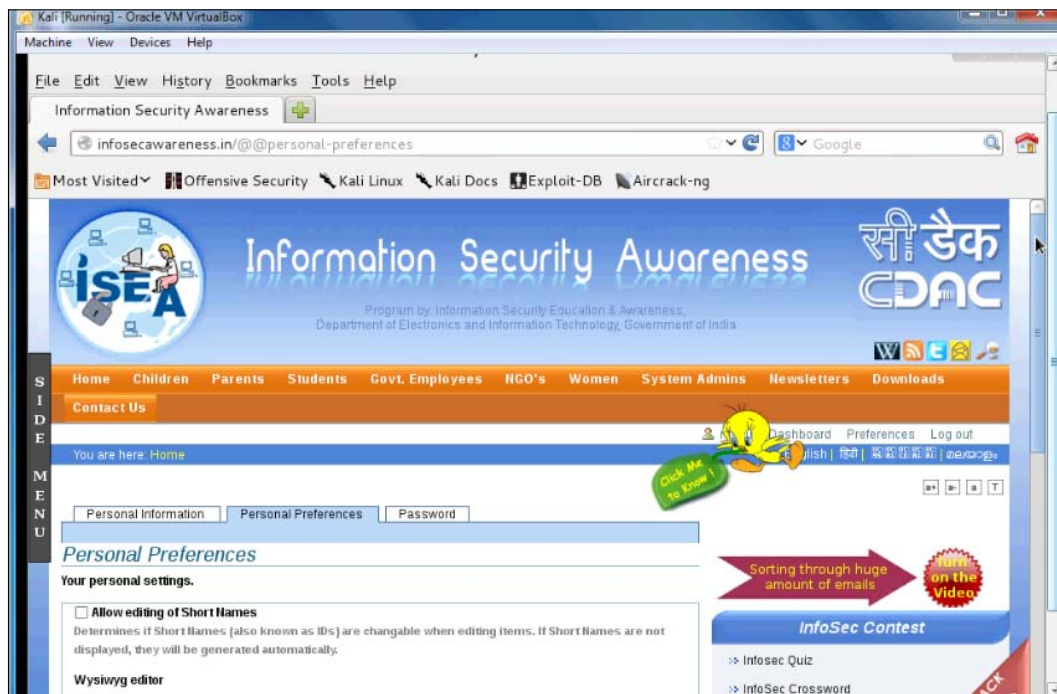 Kali [Running] - Oracle VM VirtualBox
Machine View Devices Help
File Edit View History Bookmarks Tools Help
Information Security Awareness
infosecawareness.in/@@personal-preferences
Google
Most Visited Offensive Security Kali Linux Kali Docs Exploit-DB Aircrack-ng
ISEA
Information Security Awareness
सी डैक
CDAC
Program by: Information Security Education & Awareness,
Department of Electronics and Information Technology, Government of India
SIDE MENU
Home Children Parents Students Govt. Employees NGO's Women System Admins Newsletters Downloads
Contact Us
Dashboard Preferences Log out
You are here: Home
हिंदी | മലയാളം
Click Me
to Know !
a+ a- a T
Personal Information Personal Preferences Password
Personal Preferences
Your personal settings.
Sorting through huge
amount of emails
Turn
on the
Video
Allow editing of Short Names
Determines if Short Names (also known as IDs) are changable when editing items. If Short Names are not
displayed, they will be generated automatically.
Wysiwyg editor
InfoSec Contest
Infosec Quiz
InfoSec Crossword